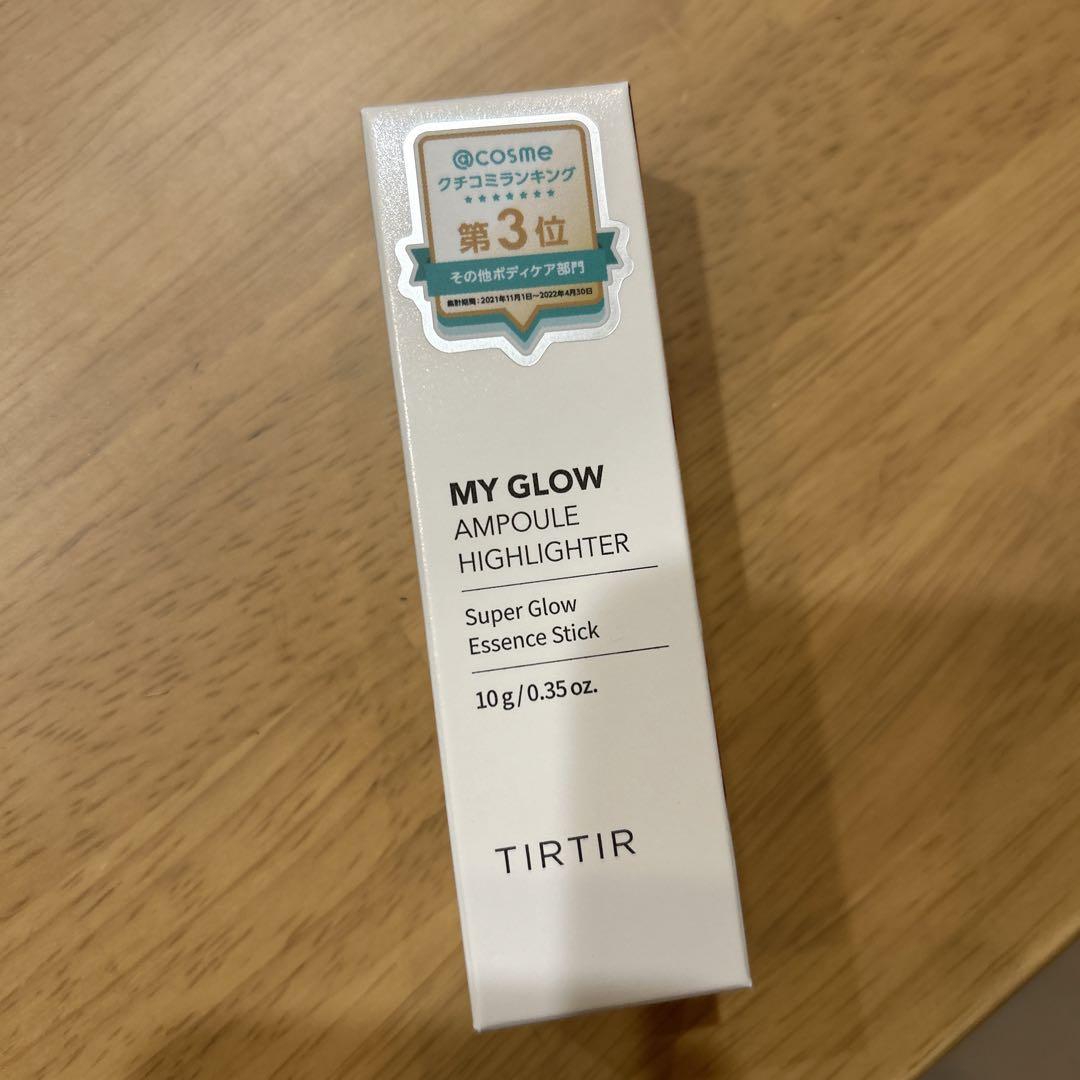 @cosme
クチコミランキング
第3位
その他ボディケア部門
集計期間:2021年11月1日～2022年4月30日
MY GLOW
AMPOULE
HIGHLIGHTER
Super Glow
Essence Stick
10 g / 0.35 oz.
TIRTIR